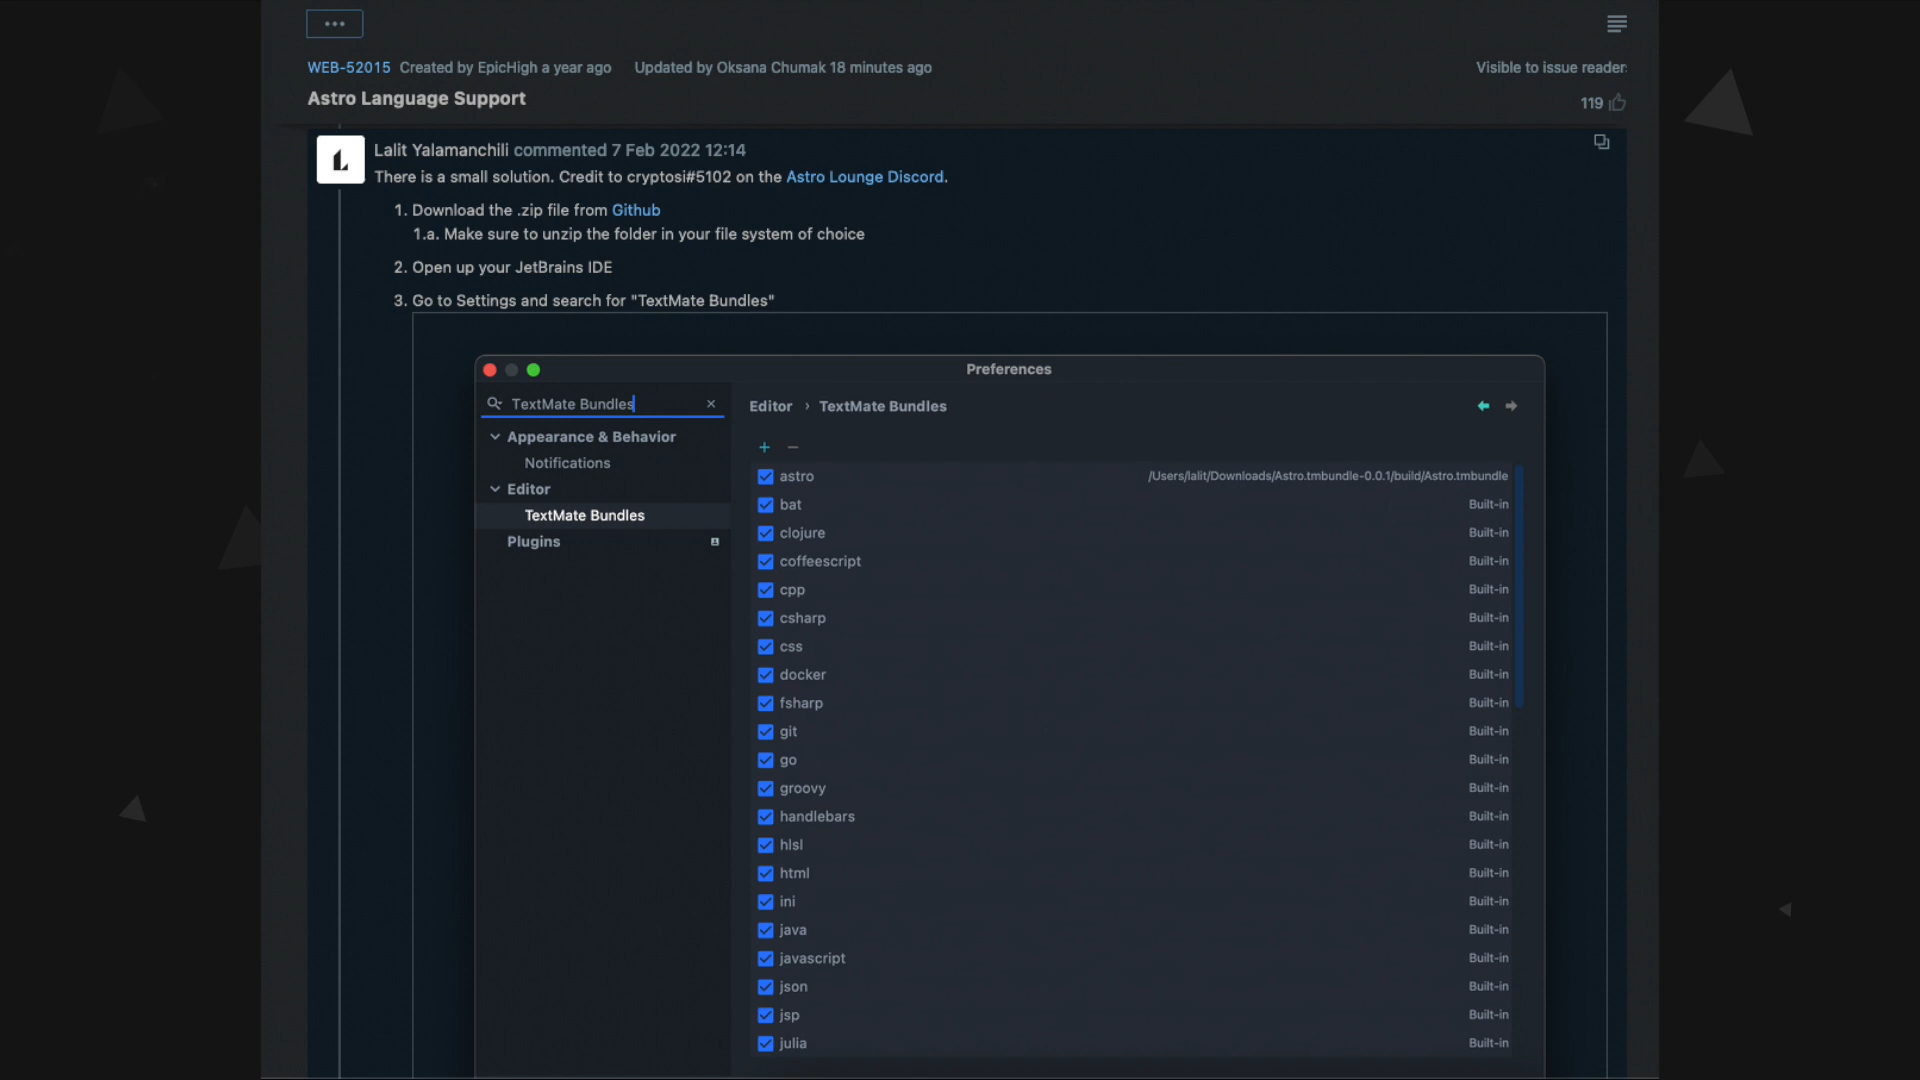 WEB-52015 Created by EpicHigh a year ago Updated by Oksana Chumak 18 minutes ago Visible to issue readers
Astro Language Support
119
Lalit Yalamanchili commented 7 Feb 2022 12:14
There is a small solution. Credit to cryptosi#5102 on the Astro Lounge Discord.
1. Download the .zip file from Github
1.a. Make sure to unzip the folder in your file system of choice
2. Open up your JetBrains IDE
3. Go to Settings and search for "TextMate Bundles"
Preferences
TextMate Bundles
Appearance & Behavior
Notifications
Editor
TextMate Bundles
Plugins
Editor › TextMate Bundles
astro /Users/lalit/Downloads/Astro.tmbundle-0.0.1/build/Astro.tmbundle
bat Built-in
clojure Built-in
coffeescript Built-in
cpp Built-in
csharp Built-in
css Built-in
docker Built-in
fsharp Built-in
git Built-in
go Built-in
groovy Built-in
handlebars Built-in
hlsl Built-in
html Built-in
ini Built-in
java Built-in
javascript Built-in
json Built-in
jsp Built-in
julia Built-in